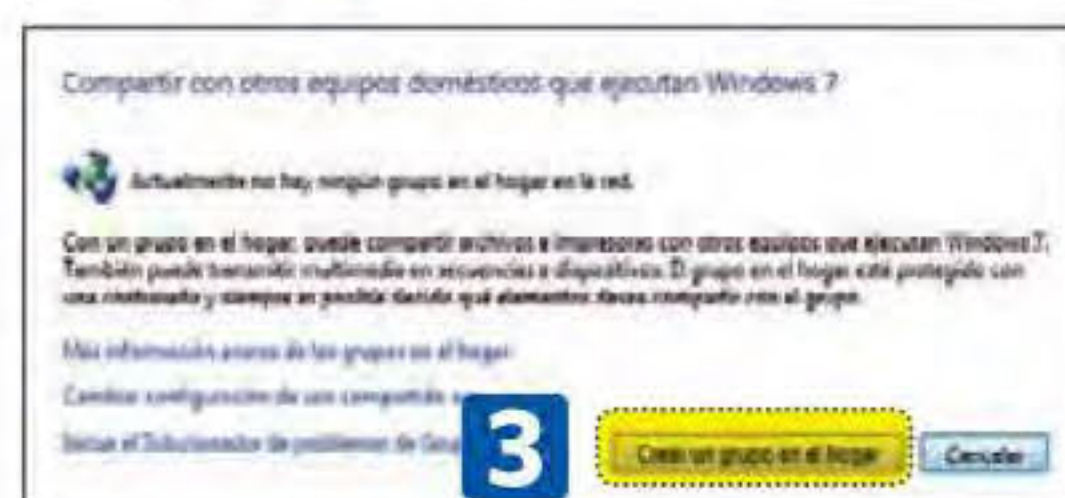 Compartir con otros equipos domésticos que ejecutan Windows 7
Actualmente no hay ningún grupo en el hogar en la red.
Con un grupo en el hogar, puede compartir archivos e impresoras con otros equipos que ejecutan Windows 7.
También puede transmitir multimedia en secuencias a dispositivos. El grupo en el hogar está protegido con
una contraseña y siempre es posible decidir qué elementos desea compartir con el grupo.
Más información acerca de los grupos en el hogar
Cambiar configuración de uso compartido
Iniciar el Solucionador de problemas de
3
Crear un grupo en el hogar
Cancelar